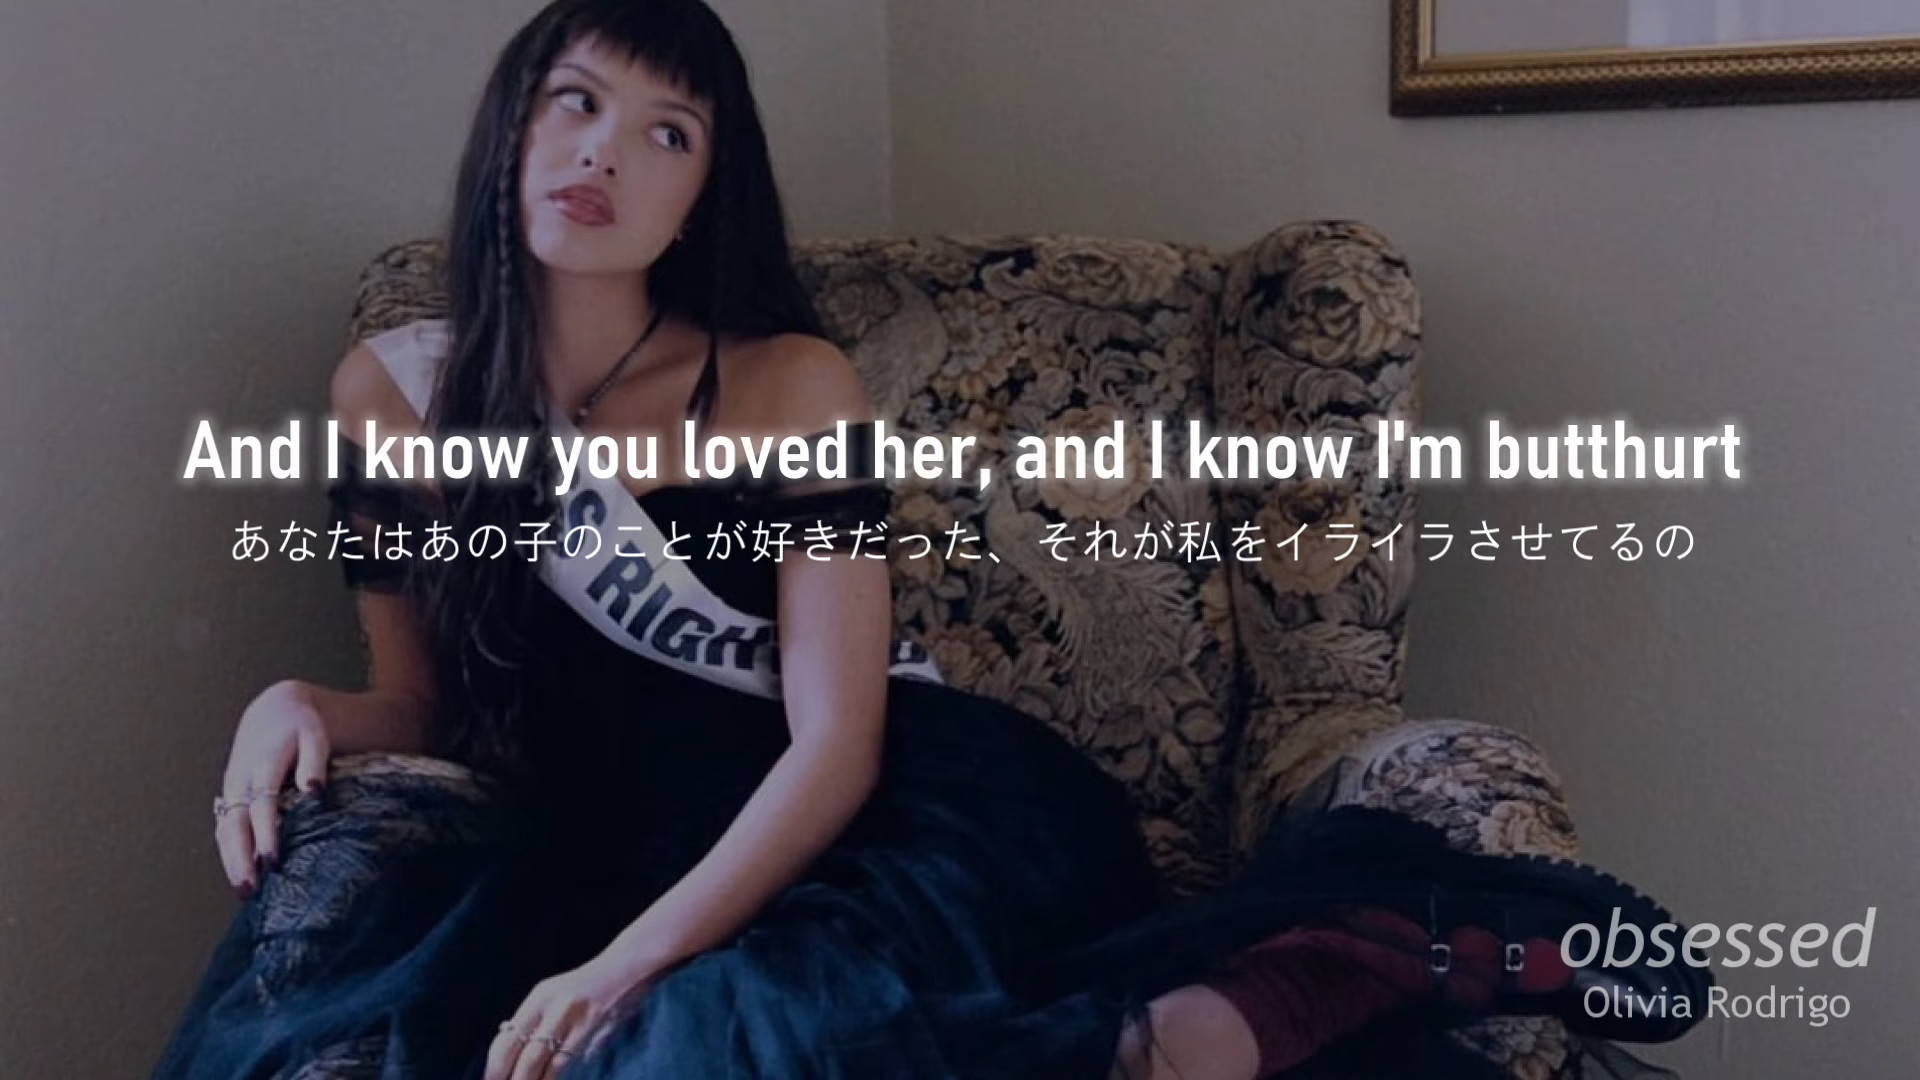 And I know you loved her, and I know I'm butthurt
あなたはあの子のことが好きだった、それが私をイライラさせてるの
S RIGH
obsessed
Olivia Rodrigo